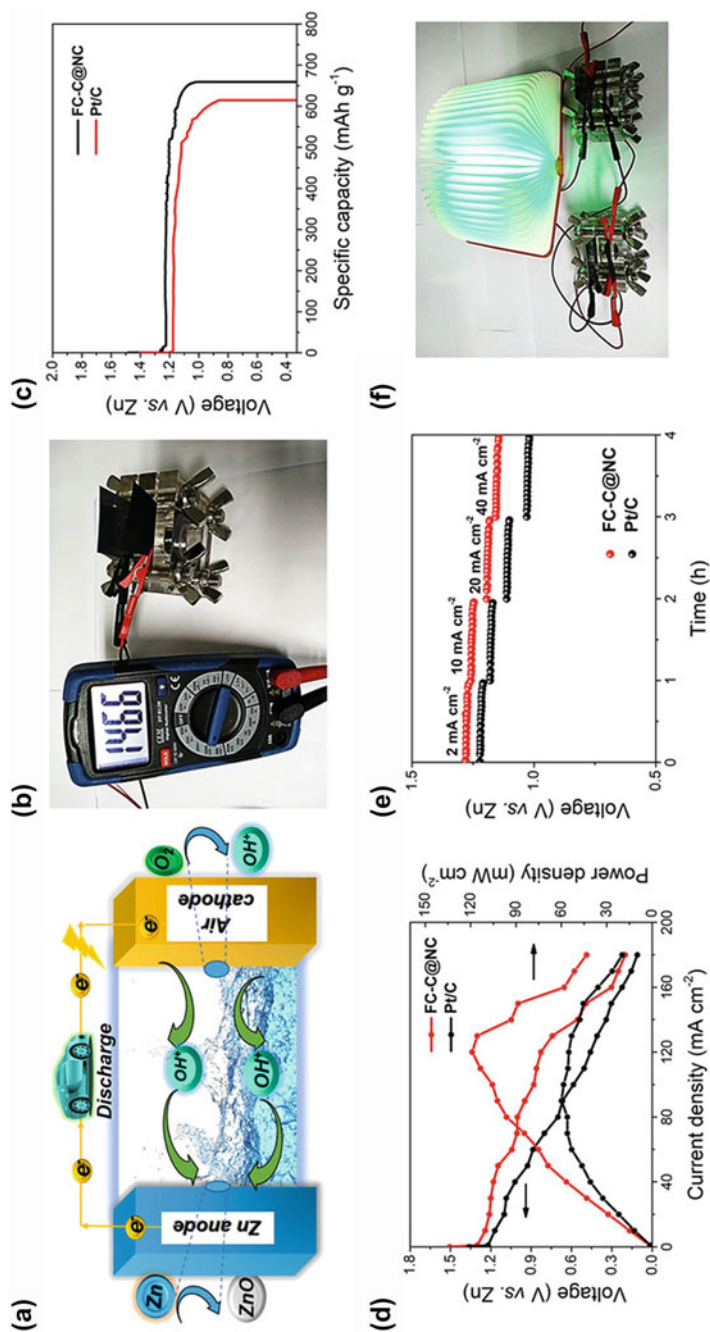 (a)
Discharge
e⁻
e⁻
e⁻
e⁻
Zn
Zn anode
ZnO
OH⁺
OH⁺
Air
cathode
O₂
OH⁺
(b)
1.466
(c)
FC-C@NC
Pt/C
2.0
1.8
1.6
1.4
1.2
1.0
0.8
0.6
0.4
Voltage (V vs. Zn)
0 100 200 300 400 500 600 700 800
Specific capacity (mAh g⁻¹)
(d)
FC-C@NC
Pt/C
1.5
1.2
0.9
0.6
0.3
0.0
Voltage (V vs. Zn)
150
120
90
60
30
0
Power density (mW cm⁻²)
0 40 80 120 160 200
Current density (mA cm⁻²)
(e)
2 mA cm⁻²
10 mA cm⁻²
20 mA cm⁻²
40 mA cm⁻²
FC-C@NC
Pt/C
1.5
1.0
0.5
Voltage (V vs. Zn)
0 1 2 3 4
Time (h)
(f)